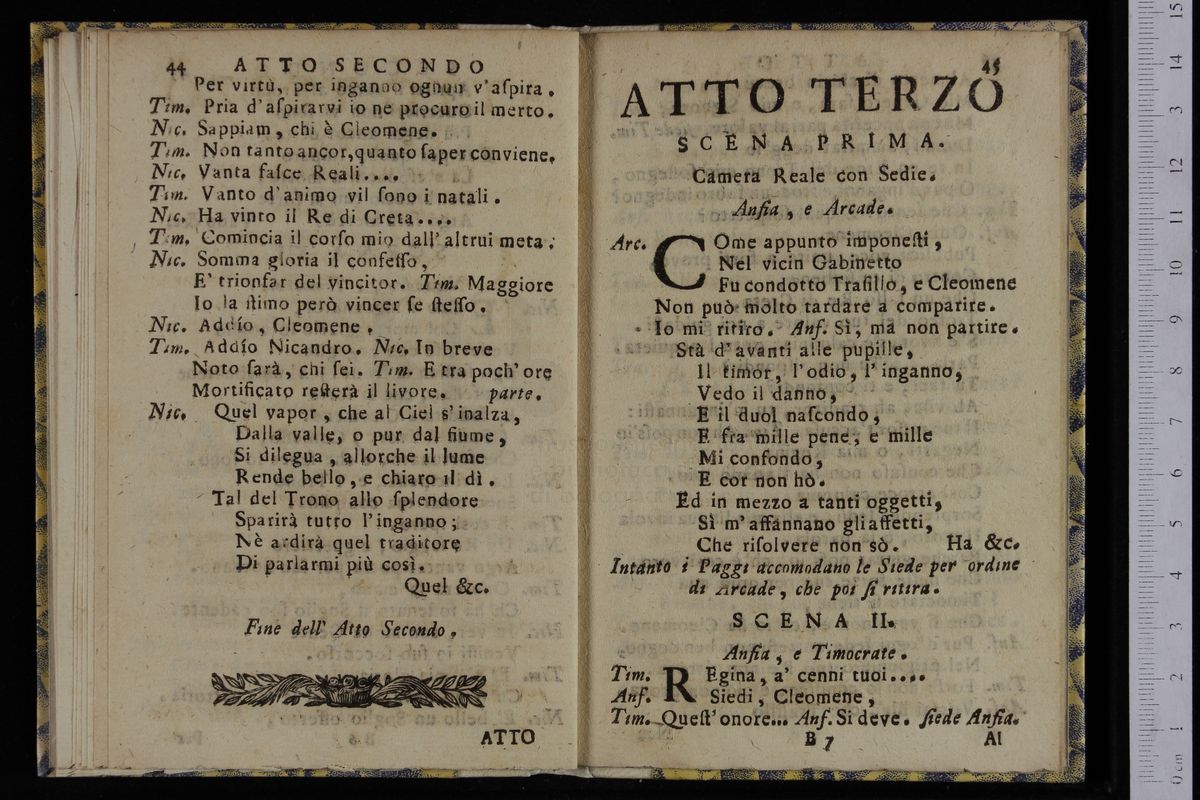 44 ATTO SECONDO
Per virtù, per inganno ognun v'aſpira.
Tim. Pria d'aſpirarvi io ne procuro il merto.
Nic. Sappiam, chi è Cleomene.
Tim. Non tanto ancor, quanto ſaper conviene.
Nic. Vanta faſce Reali....
Tim. Vanto d'animo vil ſono i natali.
Nic. Ha vinto il Re di Creta....
Tim. Comincia il corſo mio dall'altrui meta.
Nic. Somma gloria il confeſſo,
E' trionfar del vincitor. Tim. Maggiore
Io la ſtimo però vincer ſe ſteſſo.
Nic. Addío, Cleomene.
Tim. Addío Nicandro. Nic. In breve
Noto ſarà, chi ſei. Tim. E tra poch'ore
Mortificato reſterà il livore. parte.
Nic. Quel vapor, che al Ciel s'inalza,
Dalla valle, o pur dal fiume,
Si dilegua, allorche il lume
Rende bello, e chiaro il dì.
Tal del Trono allo ſplendore
Sparirà tutto l'inganno;
Nè ardirà quel traditore
Di parlarmi più così.
Quel &c.
Fine dell' Atto Secondo.
ATTO
45
ATTO TERZO
SCENA PRIMA.
Camera Reale con Sedie.
Anfia, e Arcade.
Arc. COme appunto imponeſti,
Nel vicin Gabinetto
Fu condotto Traſillo, e Cleomene
Non può molto tardare a comparire.
Io mi ritiro. Anf. Sì, ma non partire.
Stà d'avanti alle pupille,
Il timor, l'odio, l'inganno,
Vedo il danno,
E il duol naſcondo,
E fra mille pene, e mille
Mi confondo,
E cor non hò.
Ed in mezzo a tanti oggetti,
Sì m'affannano gli affetti,
Che riſolvere non sò. Ha &c.
Intanto i Paggi accomodano le Siede per ordine
di Arcade, che poi ſi ritira.
SCENA II.
Anfia, e Timocrate.
Tim. REgina, a' cenni tuoi....
Anf. Siedi, Cleomene,
Tim. Queſt'onore... Anf. Si deve. ſiede Anfia.
B 7 Al